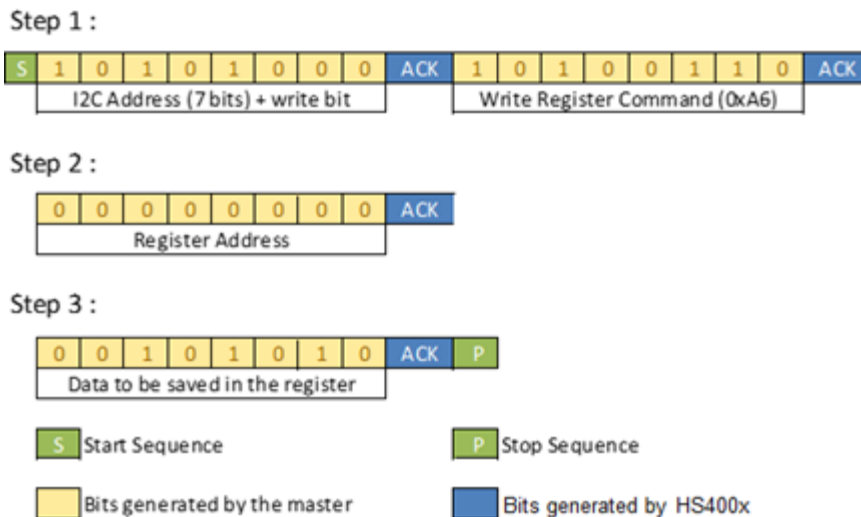 Step 1 :
S 1 0 1 0 1 0 0 0 ACK 1 0 1 0 0 1 1 0 ACK
I2C Address (7 bits) + write bit Write Register Command (0xA6)
Step 2 :
0 0 0 0 0 0 0 0 ACK
Register Address
Step 3 :
0 0 1 0 1 0 1 0 ACK P
Data to be saved in the register
S Start Sequence P Stop Sequence
Bits generated by the master Bits generated by HS400x